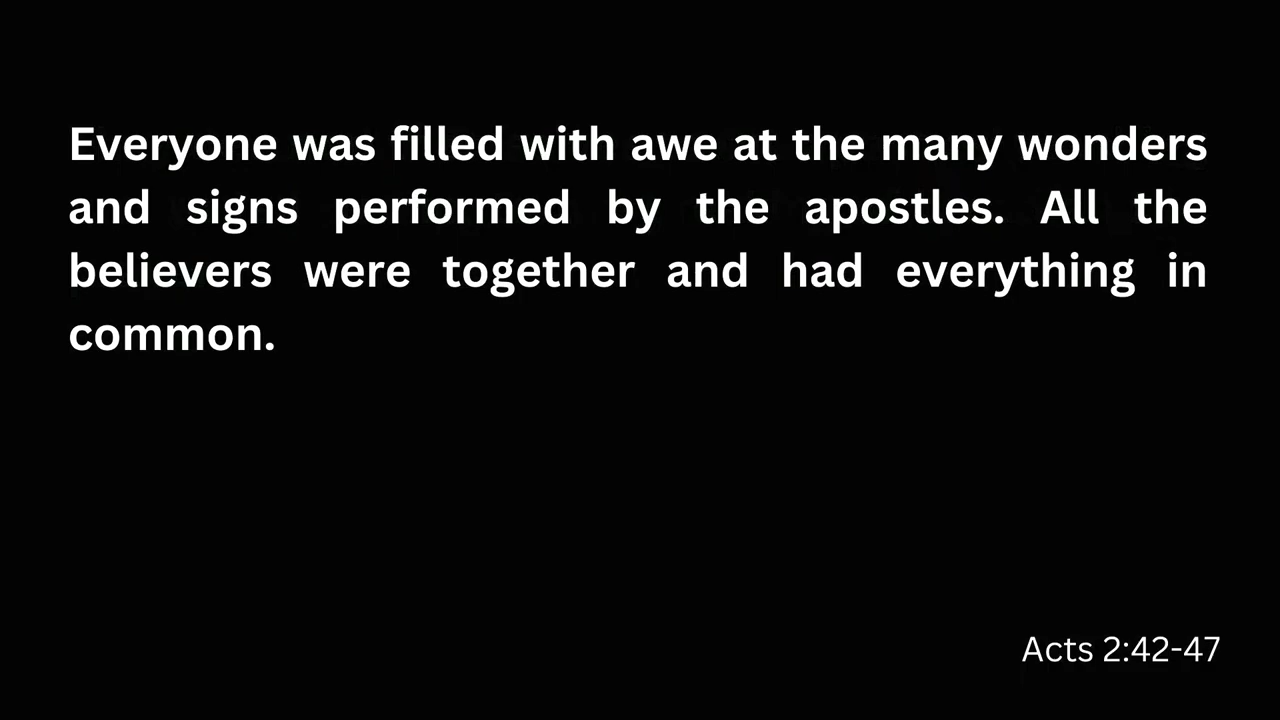 Everyone was filled with awe at the many wonders
and signs performed by the apostles. All the
believers were together and had everything in
common.
Acts 2:42-47